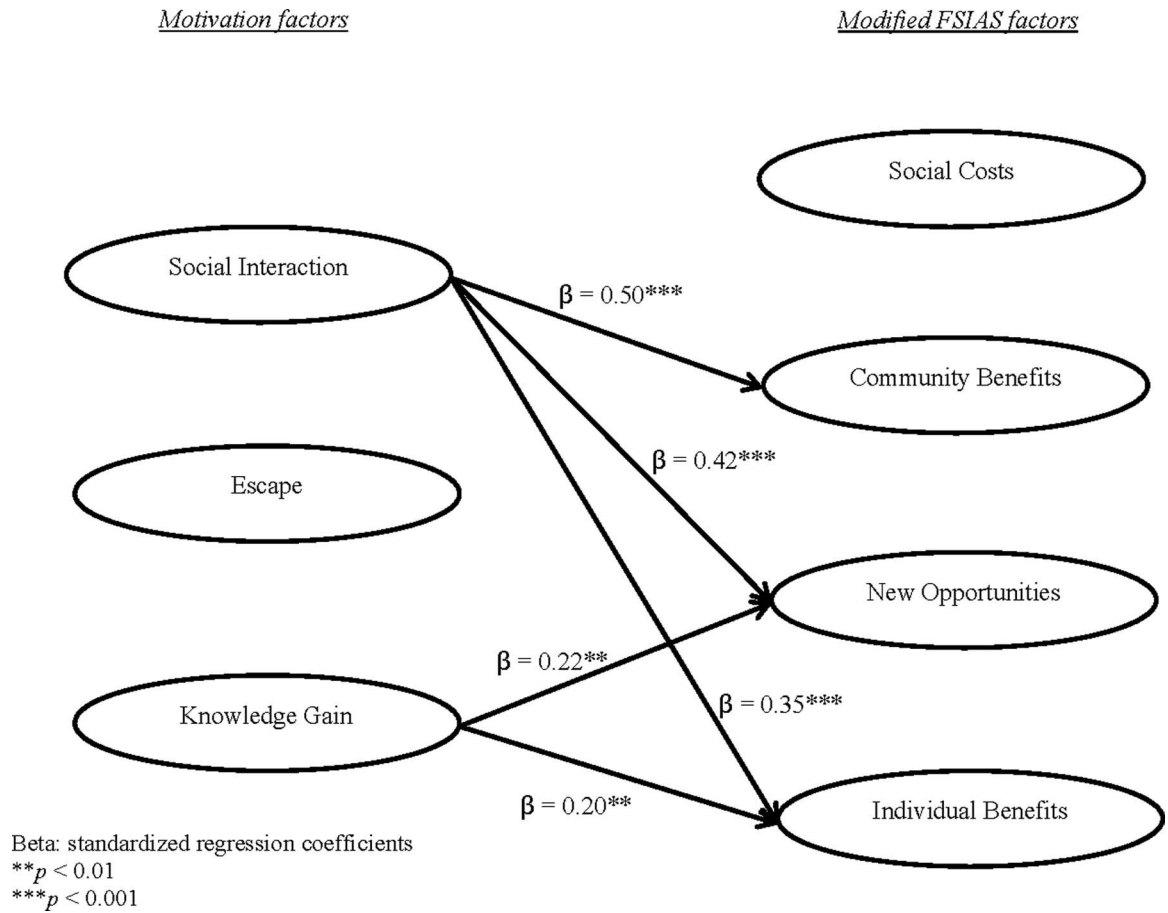 Motivation factors
Modified FSIAS factors
Social Costs
Social Interaction
β = 0.50***
Community Benefits
β = 0.42***
Escape
New Opportunities
β = 0.22**
Knowledge Gain
β = 0.35***
β = 0.20**
Individual Benefits
Beta: standardized regression coefficients
**p < 0.01
***p < 0.001